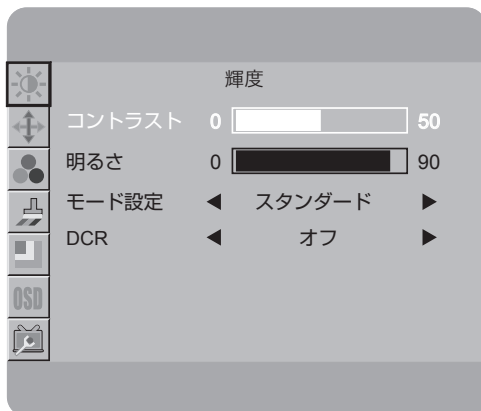 輝度
コントラスト 0 50
明るさ 0 90
モード設定 ◀ スタンダード ▶
DCR ◀ オフ ▶
OSD